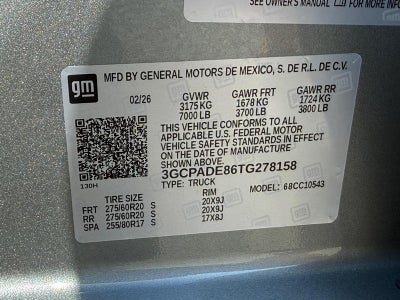 SEE OWNER'S MANUAL
FOR MORE
gm
MFD BY GENERAL MOTORS DE MEXICO, S. DE R.L. DE C.V.
02/26 GVWR GAWR FRT GAWR RR
3175 KG 1678 KG 1724 KG
7000 LB 3700 LB 3800 LB
THIS VEHICLE CONFORMS TO ALL
APPLICABLE U.S. FEDERAL MOTOR
VEHICLE SAFETY STANDARDS IN EFFECT
ON THE DATE OF MANUFACTURE
SHOWN ABOVE.
3GCPADE86TG278158
TYPE: TRUCK
130H
MODEL: 68CC10543
TIRE SIZE RIM
FRT 275/60R20 S 20X9J
RR 275/60R20 S 20X9J
SPA 255/80R17 S 17X8J